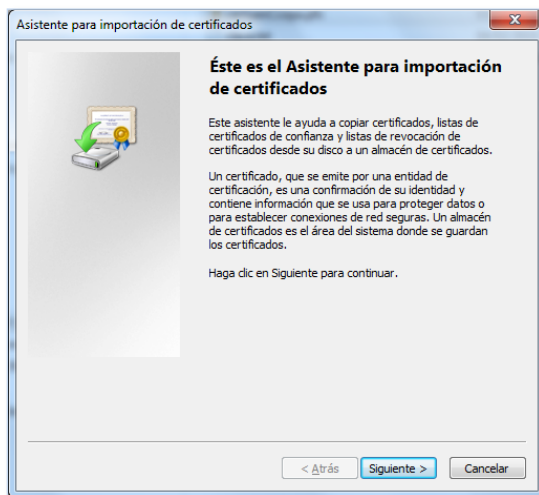 Asistente para importación de certificados
Éste es el Asistente para importación
de certificados
Este asistente le ayuda a copiar certificados, listas de
certificados de confianza y listas de revocación de
certificados desde su disco a un almacén de certificados.
Un certificado, que se emite por una entidad de
certificación, es una confirmación de su identidad y
contiene información que se usa para proteger datos o
para establecer conexiones de red seguras. Un almacén
de certificados es el área del sistema donde se guardan
los certificados.
Haga clic en Siguiente para continuar.
< Atrás Siguiente > Cancelar